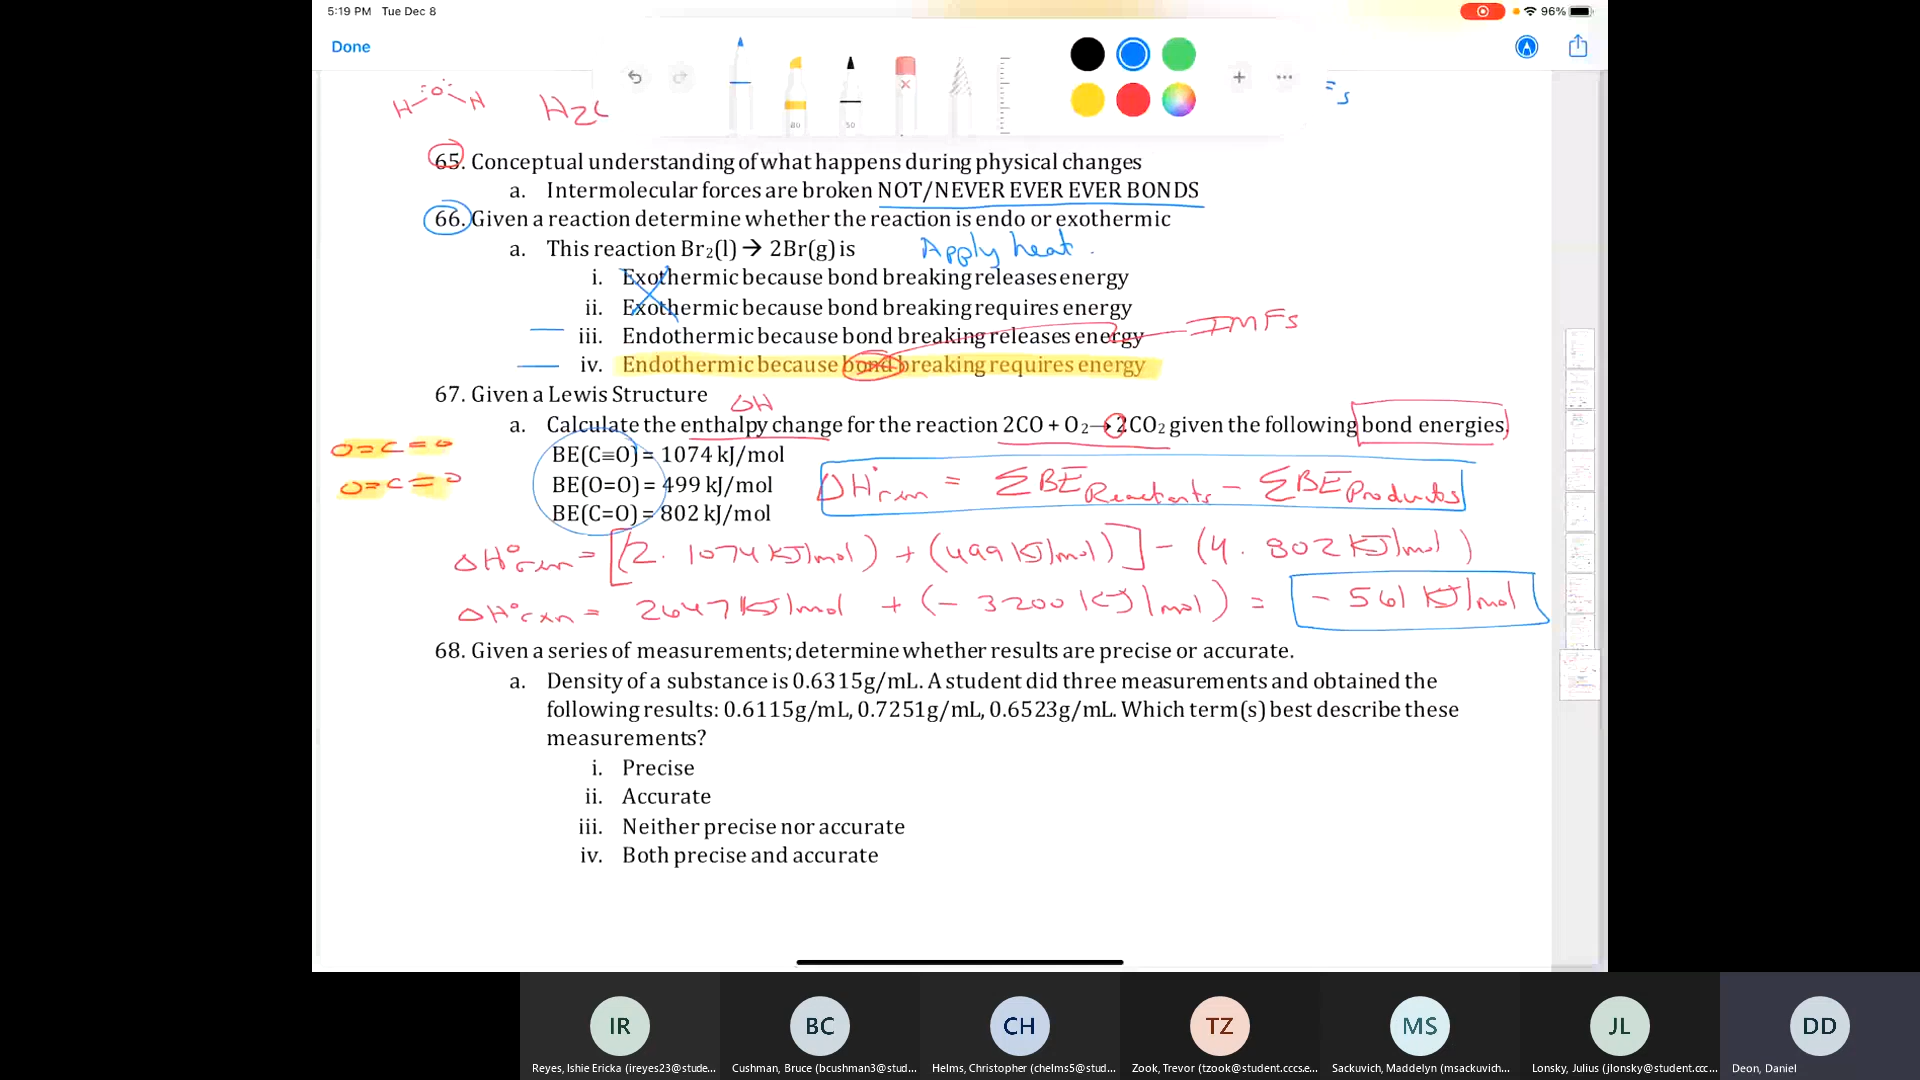 5:19 PM Tue Dec 8
96%
Done
80
50
H-O-H H2
= s
65. Conceptual understanding of what happens during physical changes
a. Intermolecular forces are broken NOT/NEVER EVER EVER BONDS
66. Given a reaction determine whether the reaction is endo or exothermic
a. This reaction Br₂(l) → 2Br(g) is Apply heat.
i. Exothermic because bond breaking releases energy
ii. Exothermic because bond breaking requires energy
IMFs
iii. Endothermic because bond breaking releases energy
iv. Endothermic because bond breaking requires energy
67. Given a Lewis Structure
ΔH
a. Calculate the enthalpy change for the reaction 2CO + O₂→2CO₂ given the following bond energies.
O=C=O
BE(C≡O) = 1074 kJ/mol
O=C=O
BE(O=O) = 499 kJ/mol
ΔH°rxn = ΣBE Reactants - ΣBE Products
BE(C=O) = 802 kJ/mol
ΔH°rxn = [(2 · 1074 KJ/mol) + (499 KJ/mol)] - (4 · 802 KJ/mol)
ΔH°rxn = 2647 KJ/mol + (- 3200 KJ/mol) = - 561 KJ/mol
68. Given a series of measurements; determine whether results are precise or accurate.
a. Density of a substance is 0.6315g/mL. A student did three measurements and obtained the
following results: 0.6115g/mL, 0.7251g/mL, 0.6523g/mL. Which term(s) best describe these
measurements?
i. Precise
ii. Accurate
iii. Neither precise nor accurate
iv. Both precise and accurate
IR BC CH TZ MS JL DD
Reyes, Ishie Ericka (ireyes23@stude... Cushman, Bruce (bcushman3@stud... Helms, Christopher (chelms5@stud... Zook, Trevor (tzook@student.cccs.e... Sackuvich, Maddelyn (msackuvich... Lonsky, Julius (jlonsky@student.ccc... Deon, Daniel